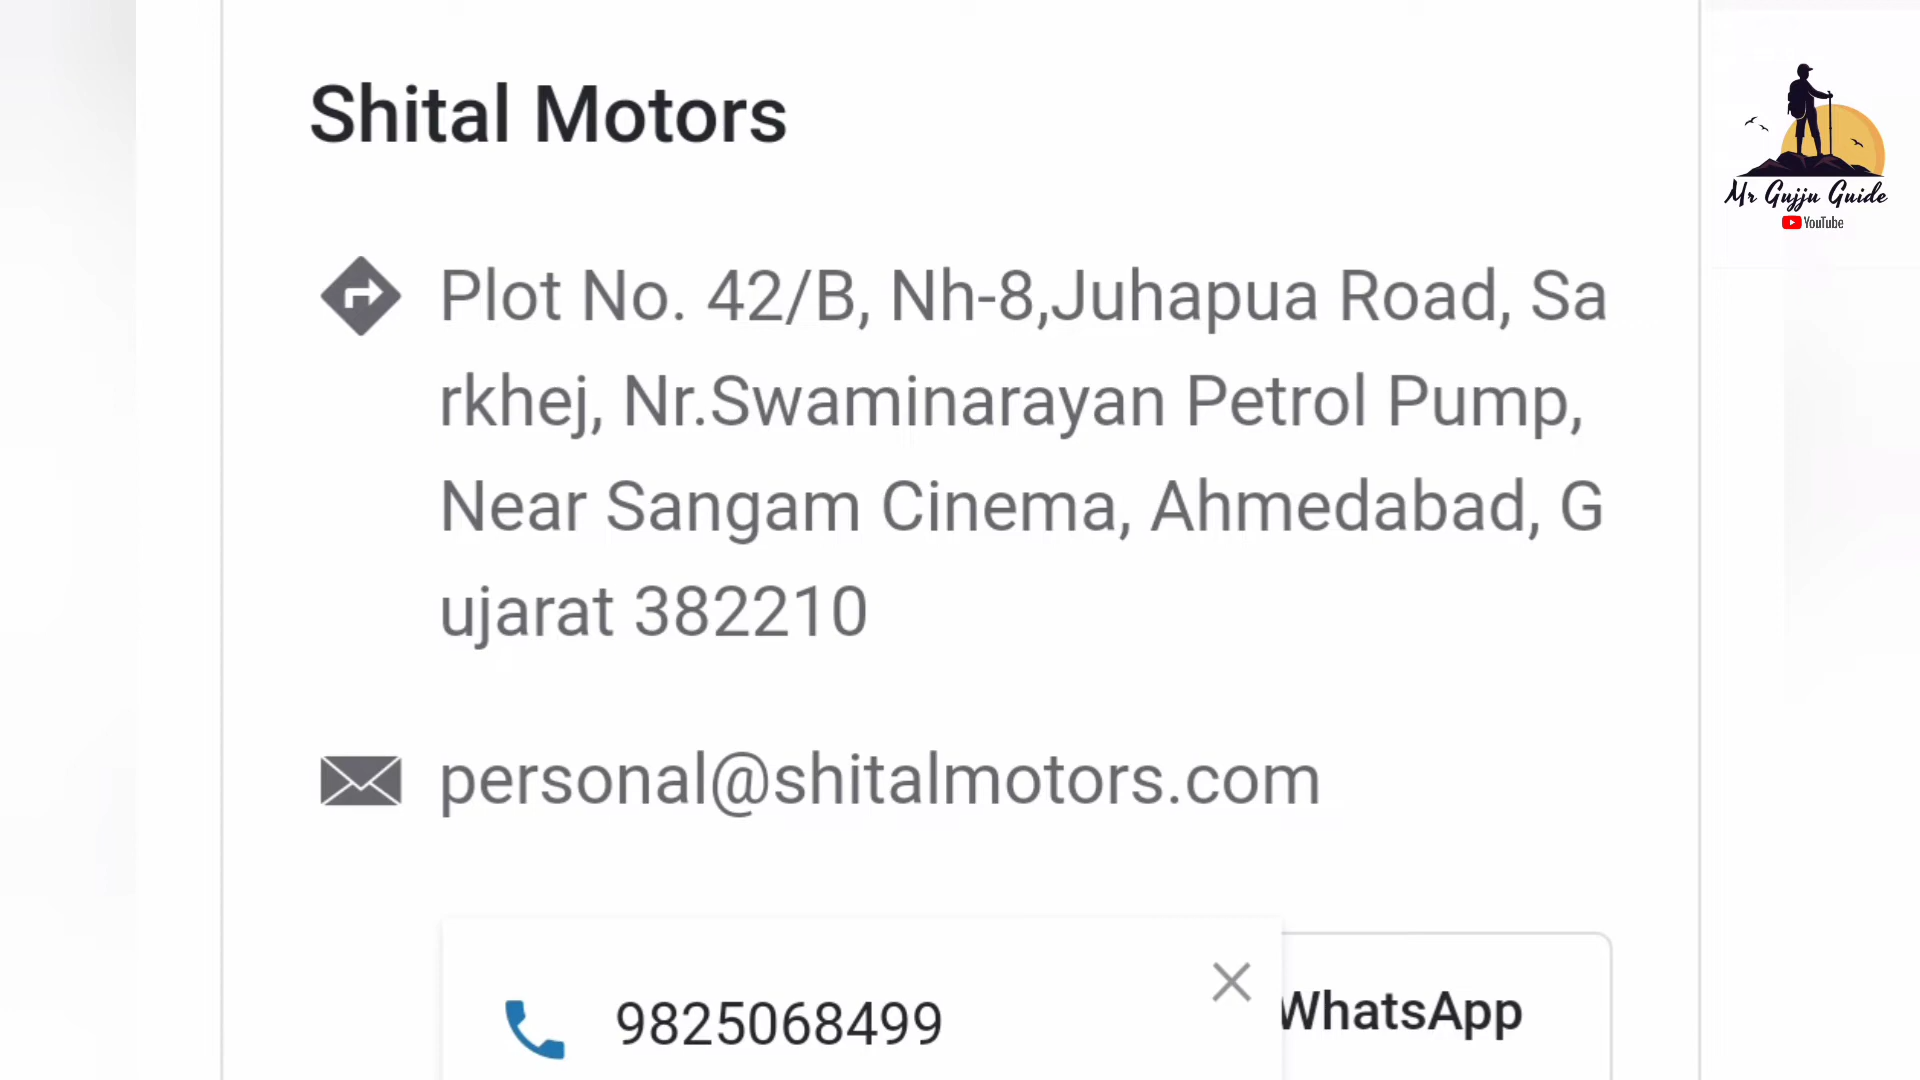 Shital Motors
Mr Gujju Guide
YouTube
Plot No. 42/B, Nh-8,Juhapua Road, Sa
rkhej, Nr.Swaminarayan Petrol Pump,
Near Sangam Cinema, Ahmedabad, G
ujarat 382210
personal@shitalmotors.com
9825068499
WhatsApp